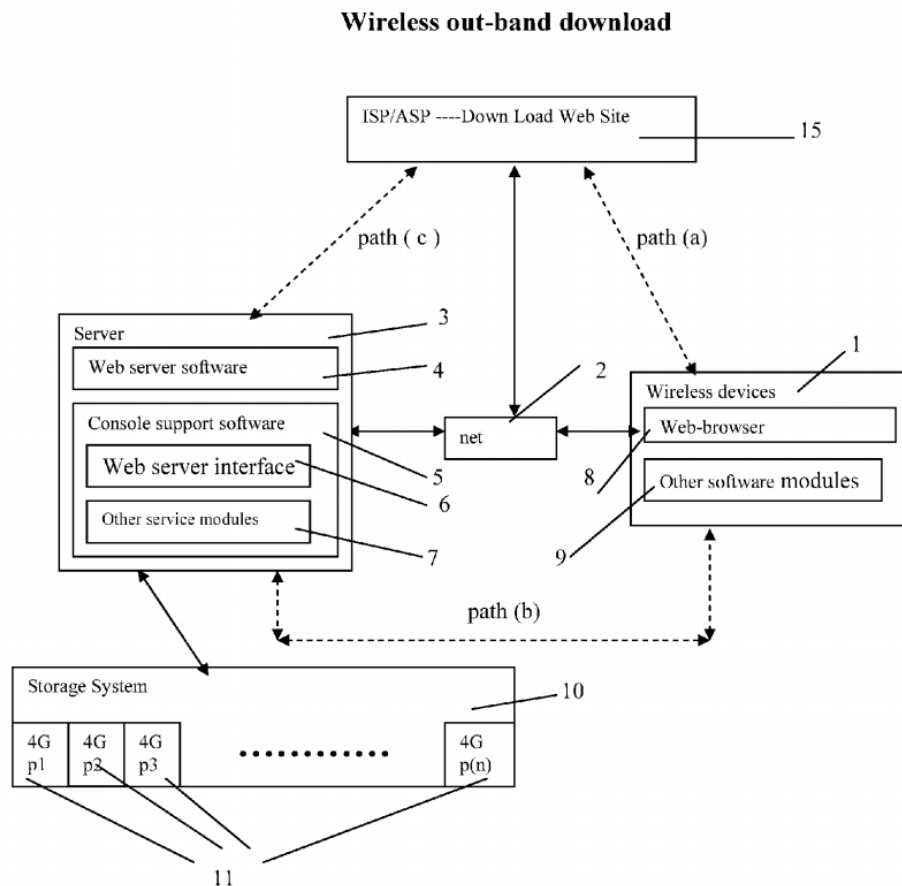 Wireless out-band download
ISP/ASP ----Down Load Web Site
15
path ( c )
path (a)
Server
3
Web server software
4
Console support software
5
Web server interface
6
Other service modules
7
2
net
1
Wireless devices
Web-browser
8
Other software modules
9
path (b)
Storage System
10
4G
p1
4G
p2
4G
p3
4G
p(n)
11